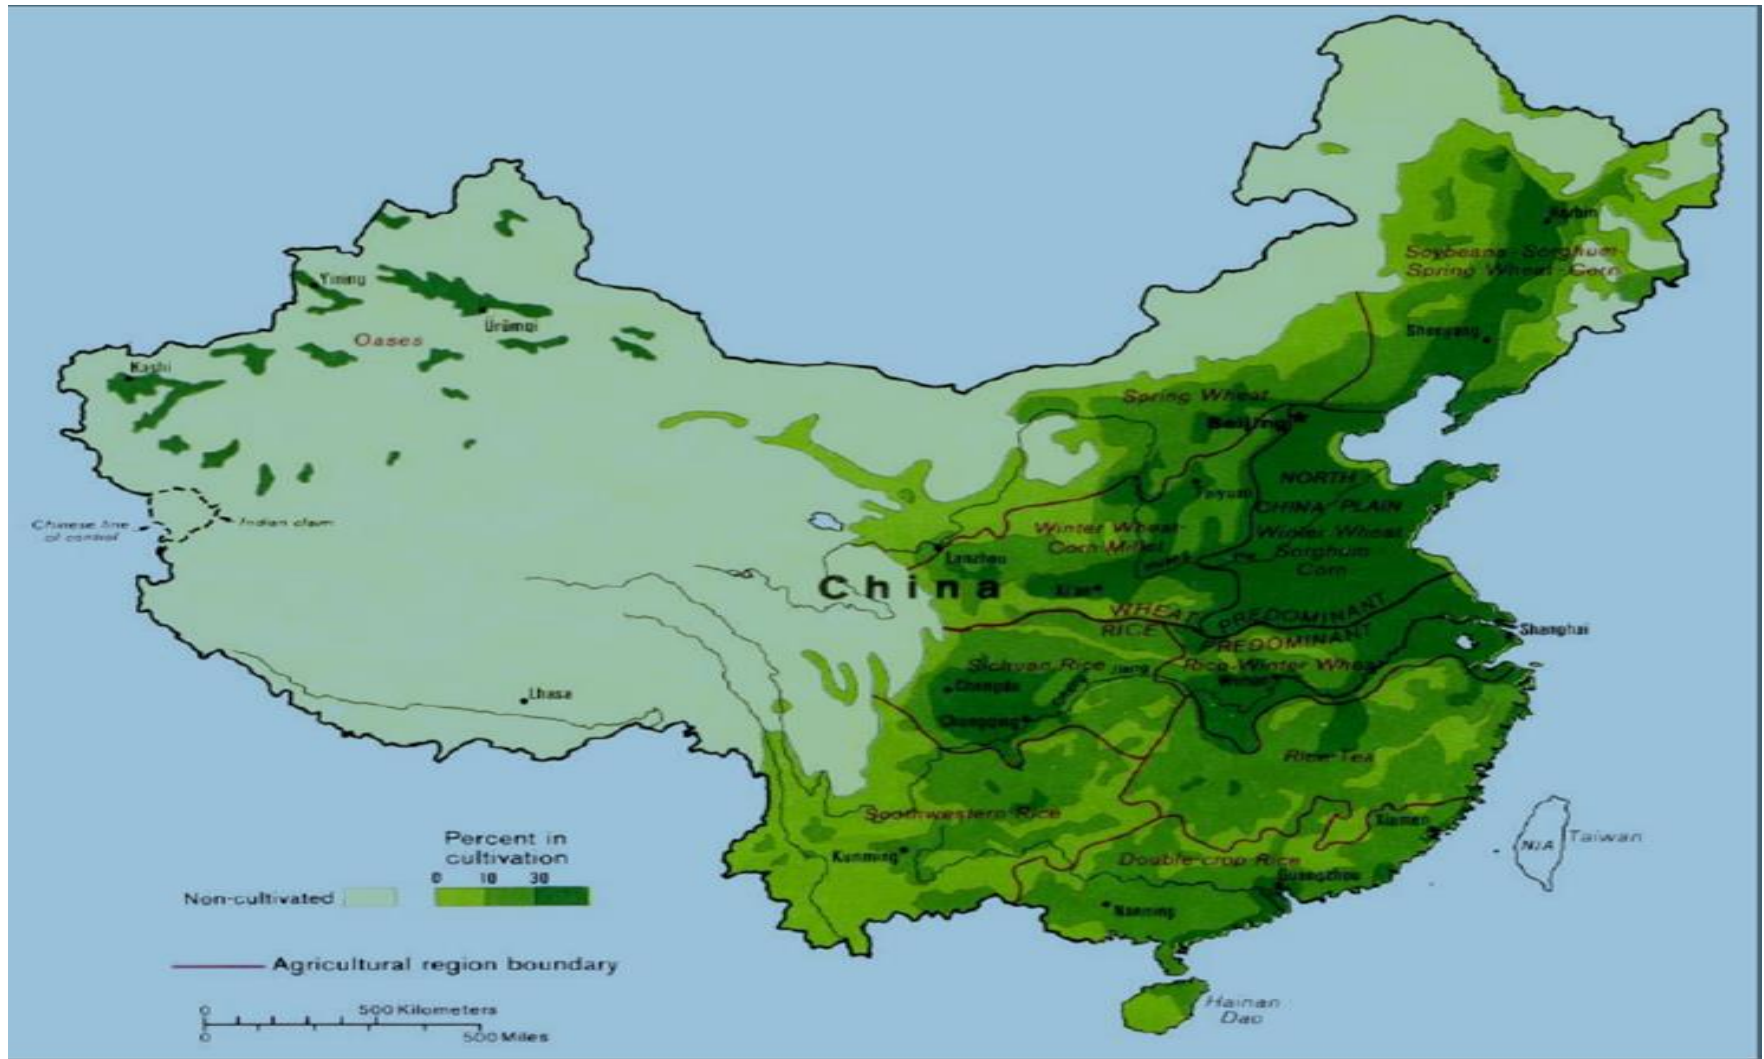 Harbin
Soybeans-Sorghum-
Spring Wheat-Corn
Yining
Ürümqi
Oases
Shenyang
Kashi
Spring Wheat
Beijing
NORTH
CHINA PLAIN
Taiyuan
Winter Wheat
Sorghum
Corn
Chinese line
of control
Indian claim
Winter Wheat-
Corn-Millet
Lanzhou
Huang
China
Xi'an
WHEAT PREDOMINANT
RICE PREDOMINANT
Shanghai
Sichuan Rice
Jiang
Rice-Winter Wheat
Wuhan
Chengdu
Lhasa
Chongqing
Rice-Tea
Southwestern Rice
Xiamen
N/A
Taiwan
Kunming
Double-crop Rice
Guangzhou
Nanning
Percent in
cultivation
0 10 30
Non-cultivated
Agricultural region boundary
Hainan
Dao
0 500 Kilometers
0 500 Miles